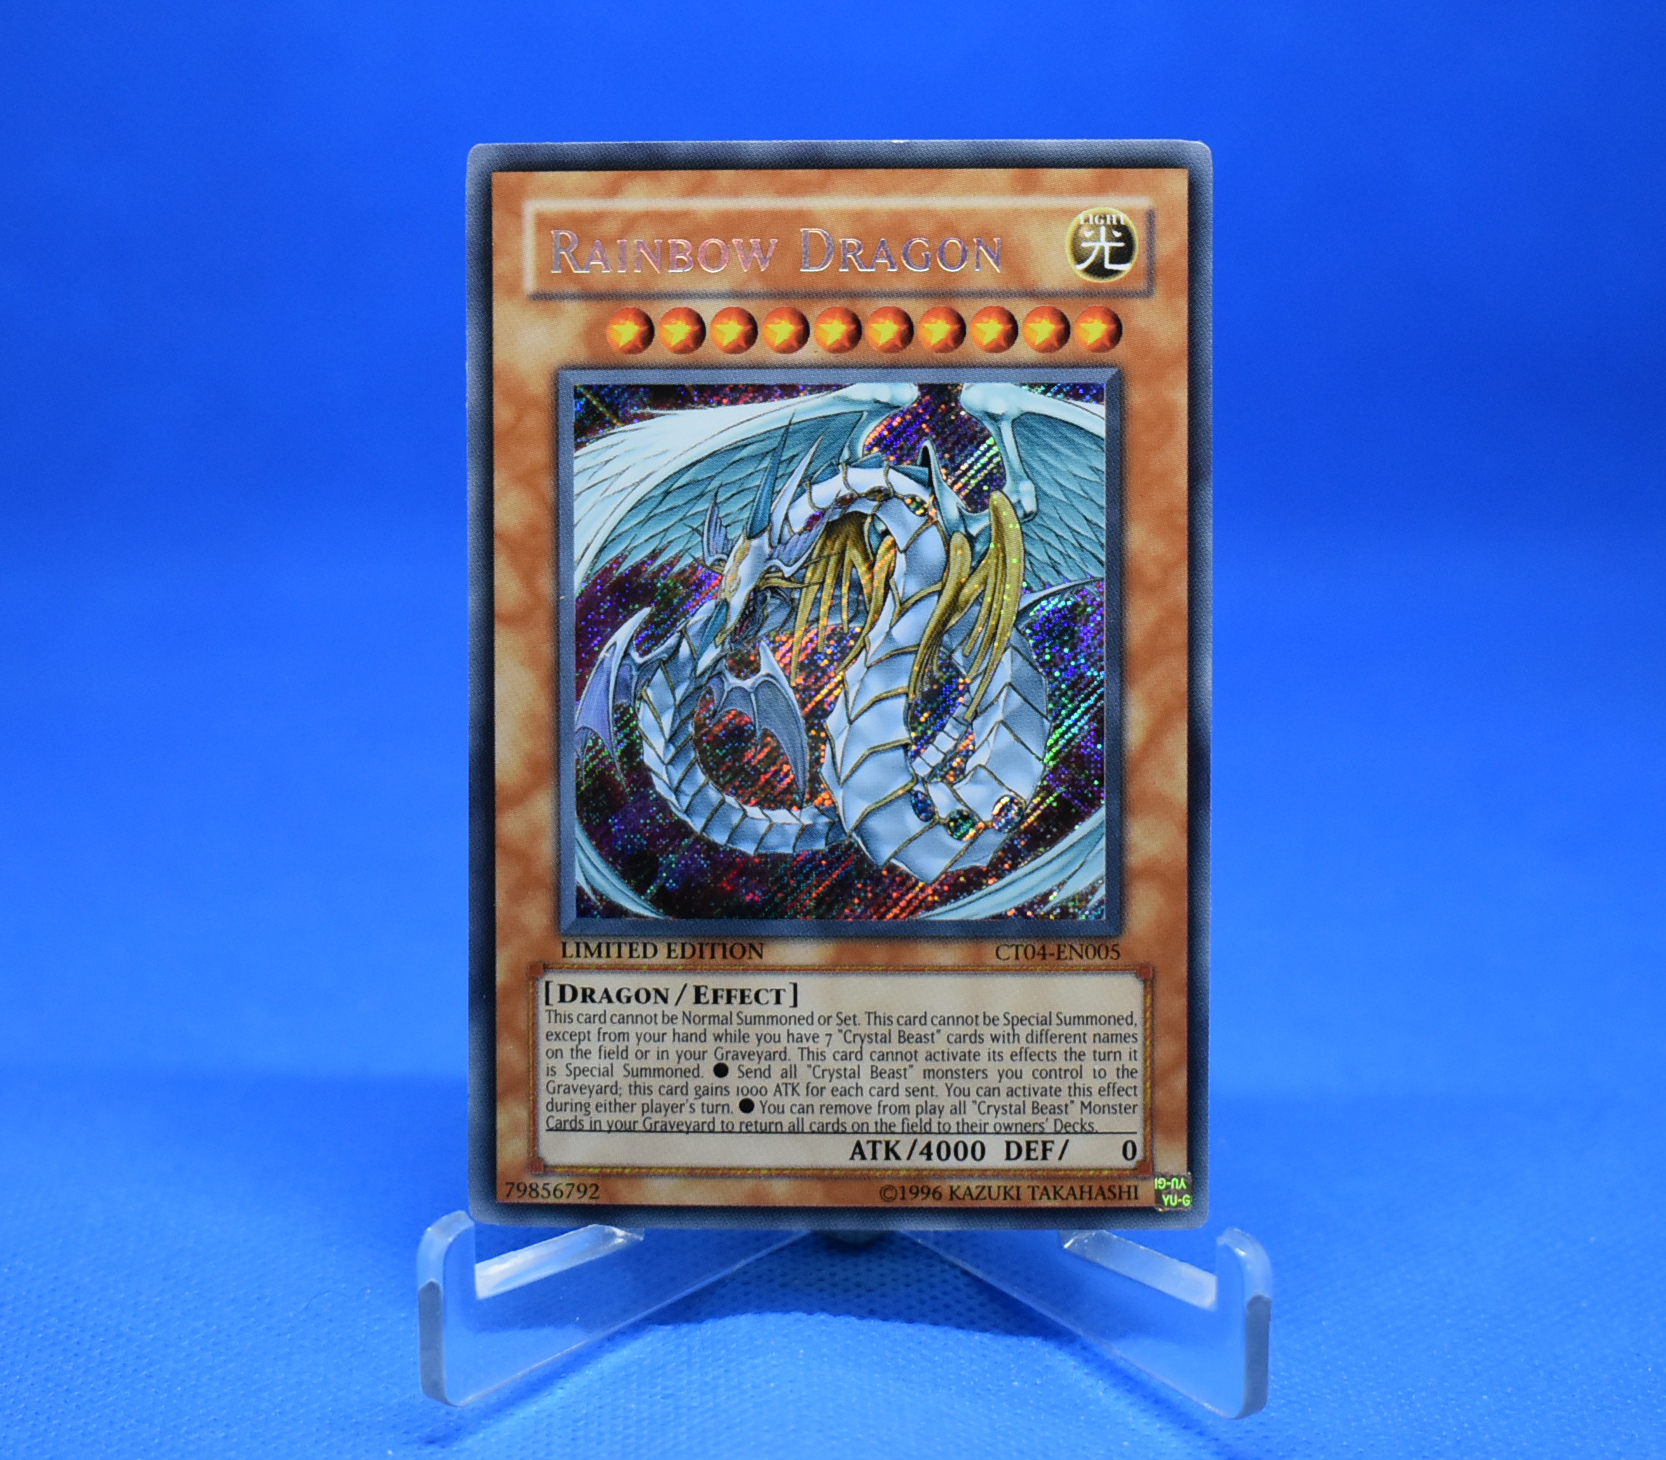 RAINBOW DRAGON
LIGHT
光
LIMITED EDITION
CT04-EN005
[DRAGON/EFFECT]
This card cannot be Normal Summoned or Set. This card cannot be Special Summoned,
except from your hand while you have 7 "Crystal Beast" cards with different names
on the field or in your Graveyard. This card cannot activate its effects the turn it
is Special Summoned. ● Send all "Crystal Beast" monsters you control to the
Graveyard; this card gains 1000 ATK for each card sent. You can activate this effect
during either player's turn. ● You can remove from play all "Crystal Beast" Monster
Cards in your Graveyard to return all cards on the field to their owners' Decks.
ATK/4000 DEF/ 0
79856792
©1996 KAZUKI TAKAHASHI
YU-GI
YU-G